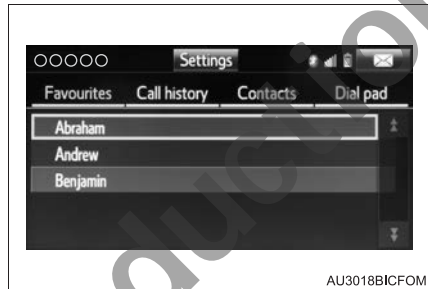 OOOOO Settings
Favourites Call history Contacts Dial pad
Abraham
Andrew
Benjamin
AU3018BICFOM